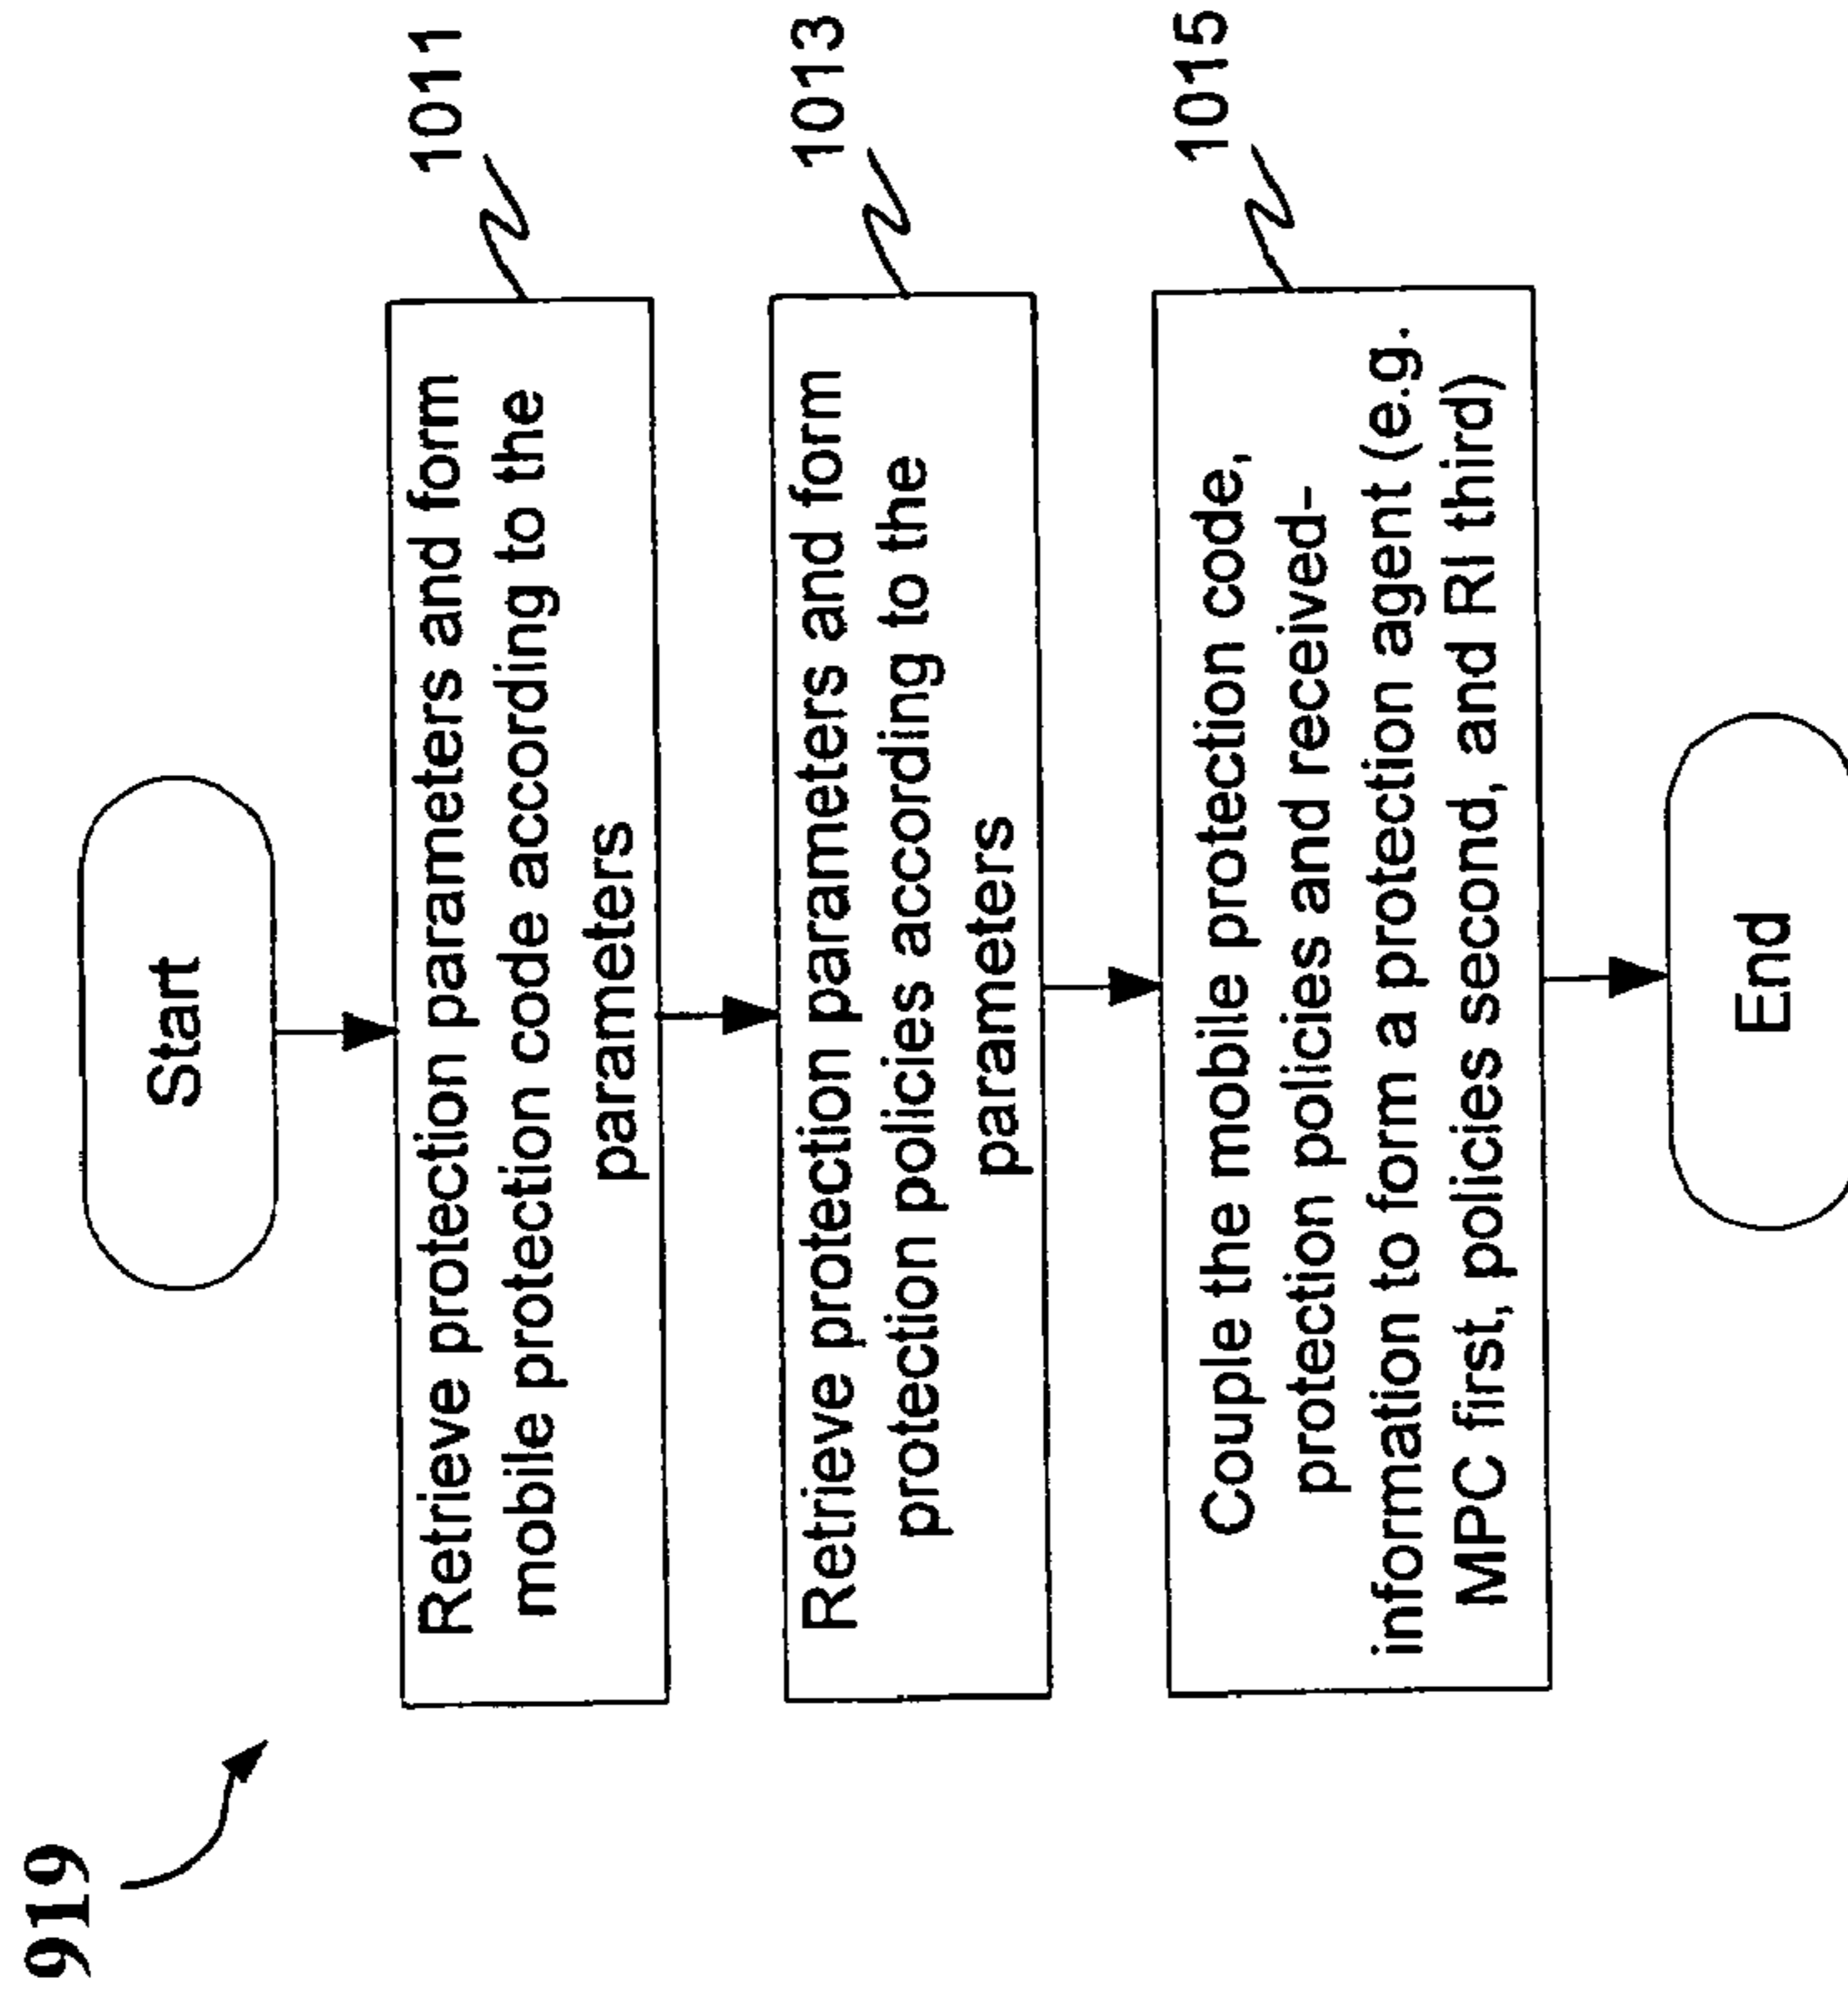 919
Start
Retrieve protection parameters and form
mobile protection code according to the
parameters
1011
Retrieve protection parameters and form
protection policies according to the
parameters
1013
Couple the mobile protection code,
protection policies and received-
information to form a protection agent (e.g.
MPC first, policies second, and RI third)
1015
End